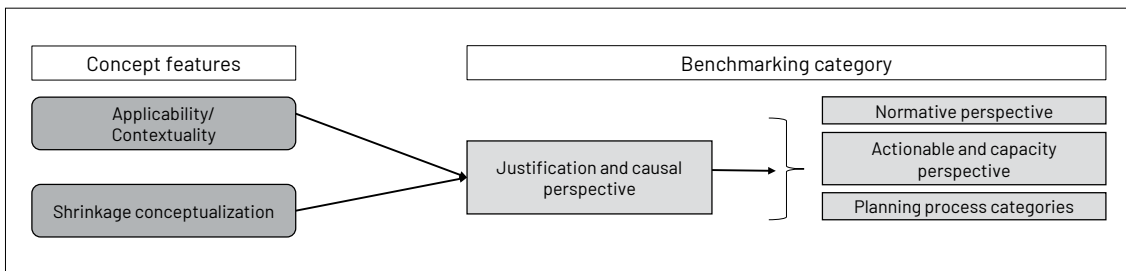 Concept features
Benchmarking category
Applicability/
Contextuality
Shrinkage conceptualization
Justification and causal
perspective
Normative perspective
Actionable and capacity
perspective
Planning process categories